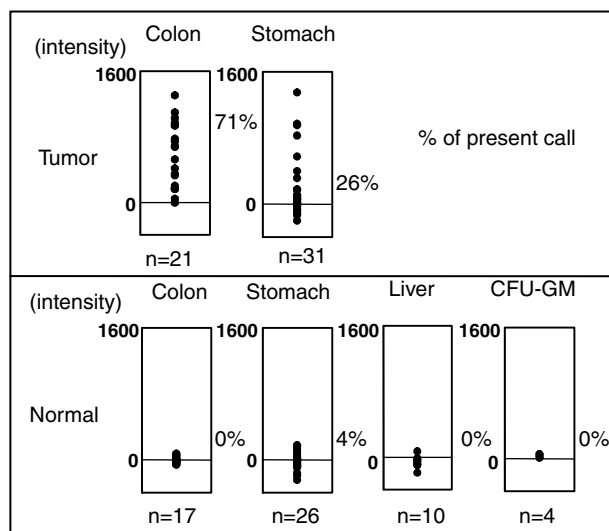 Colon Stomach
(intensity)
1600 1600
71%
% of present call
Tumor
26%
0 0
n=21 n=31
Colon Stomach Liver CFU-GM
(intensity)
1600 1600 1600 1600
Normal
0% 4% 0% 0%
0 0 0 0
n=17 n=26 n=10 n=4